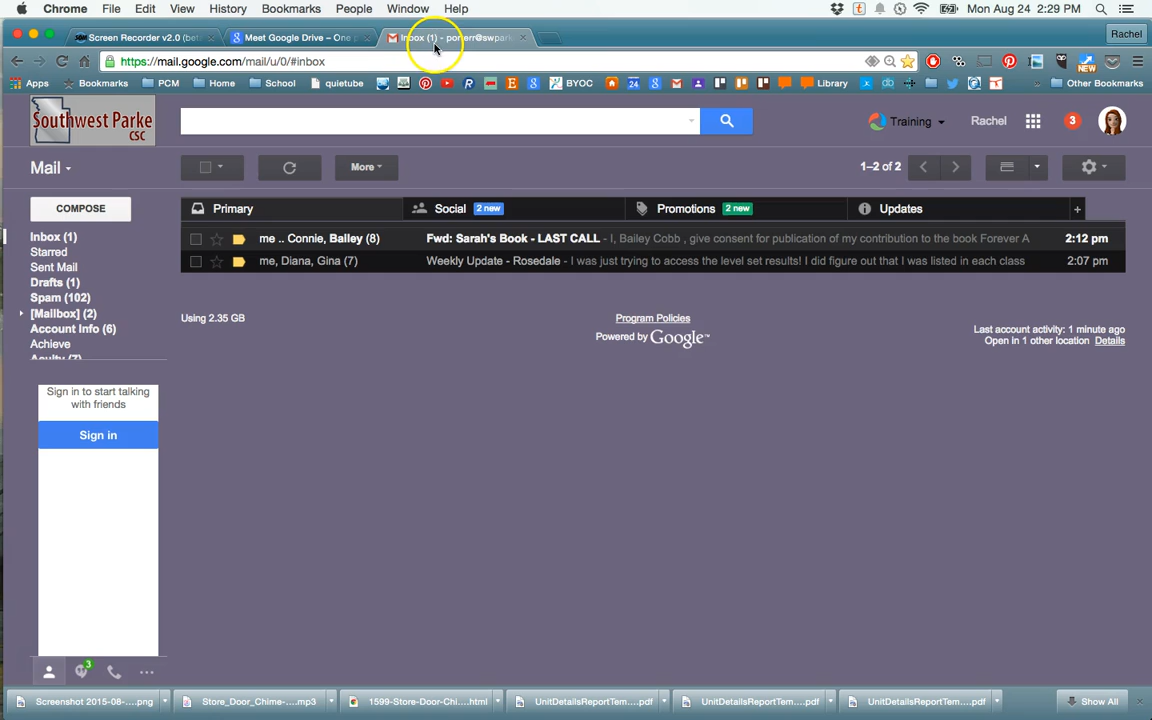 Chrome File Edit View History Bookmarks People Window Help Mon Aug 24 2:29 PM
Screen Recorder v2.0 (bet Meet Google Drive – One p Inbox (1) - porterr@swpark Rachel
https://mail.google.com/mail/u/0/#inbox
Apps Bookmarks PCM Home School quietube BYOC Library Other Bookmarks
NEW
Southwest Parke
CSC
Training Rachel 3
Mail More 1–2 of 2
COMPOSE
Primary Social 2 new Promotions 2 new Updates +
Inbox (1)
me .. Connie, Bailey (8) Fwd: Sarah's Book - LAST CALL - I, Bailey Cobb , give consent for publication of my contribution to the book Forever A 2:12 pm
Starred
me, Diana, Gina (7) Weekly Update - Rosedale - I was just trying to access the level set results! I did figure out that I was listed in each class 2:07 pm
Sent Mail
Drafts (1)
Spam (102)
[Mailbox] (2)
Account Info (6)
Achieve
Acuity (7)
Using 2.35 GB
Program Policies
Powered by Google™
Last account activity: 1 minute ago
Open in 1 other location Details
Sign in to start talking
with friends
Sign in
3
Screenshot 2015-08-....png Store_Door_Chime-....mp3 1599-Store-Door-Chi....html UnitDetailsReportTem....pdf UnitDetailsReportTem....pdf UnitDetailsReportTem....pdf Show All